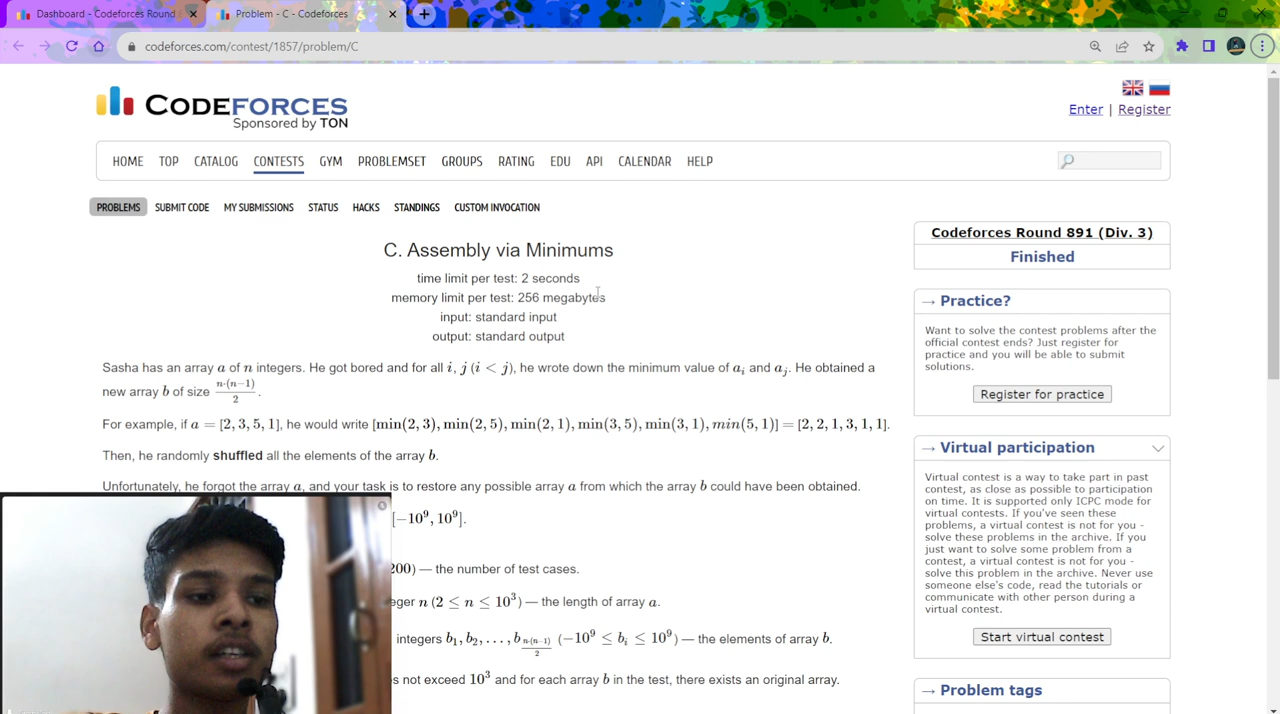 Dashboard - Codeforces Round
Problem - C - Codeforces
codeforces.com/contest/1857/problem/C
CODEFORCES
Sponsored by TON
Enter | Register
HOME TOP CATALOG CONTESTS GYM PROBLEMSET GROUPS RATING EDU API CALENDAR HELP
PROBLEMS SUBMIT CODE MY SUBMISSIONS STATUS HACKS STANDINGS CUSTOM INVOCATION
C. Assembly via Minimums
time limit per test: 2 seconds
memory limit per test: 256 megabytes
input: standard input
output: standard output
Sasha has an array a of n integers. He got bored and for all i, j (i < j), he wrote down the minimum value of a_i and a_j. He obtained a
new array b of size n·(n−1)/2.
For example, if a = [2, 3, 5, 1], he would write [min(2, 3), min(2, 5), min(2, 1), min(3, 5), min(3, 1), min(5, 1)] = [2, 2, 1, 3, 1, 1].
Then, he randomly shuffled all the elements of the array b.
Unfortunately, he forgot the array a, and your task is to restore any possible array a from which the array b could have been obtained.
[−10^9, 10^9].
200) — the number of test cases.
eger n (2 ≤ n ≤ 10^3) — the length of array a.
integers b_1, b_2, . . . , b_{n·(n−1)/2} (−10^9 ≤ b_i ≤ 10^9) — the elements of array b.
es not exceed 10^3 and for each array b in the test, there exists an original array.
Codeforces Round 891 (Div. 3)
Finished
→ Practice?
Want to solve the contest problems after the
official contest ends? Just register for
practice and you will be able to submit
solutions.
Register for practice
→ Virtual participation
Virtual contest is a way to take part in past
contest, as close as possible to participation
on time. It is supported only ICPC mode for
virtual contests. If you've seen these
problems, a virtual contest is not for you -
solve these problems in the archive. If you
just want to solve some problem from a
contest, a virtual contest is not for you -
solve this problem in the archive. Never use
someone else's code, read the tutorials or
communicate with other person during a
virtual contest.
Start virtual contest
→ Problem tags